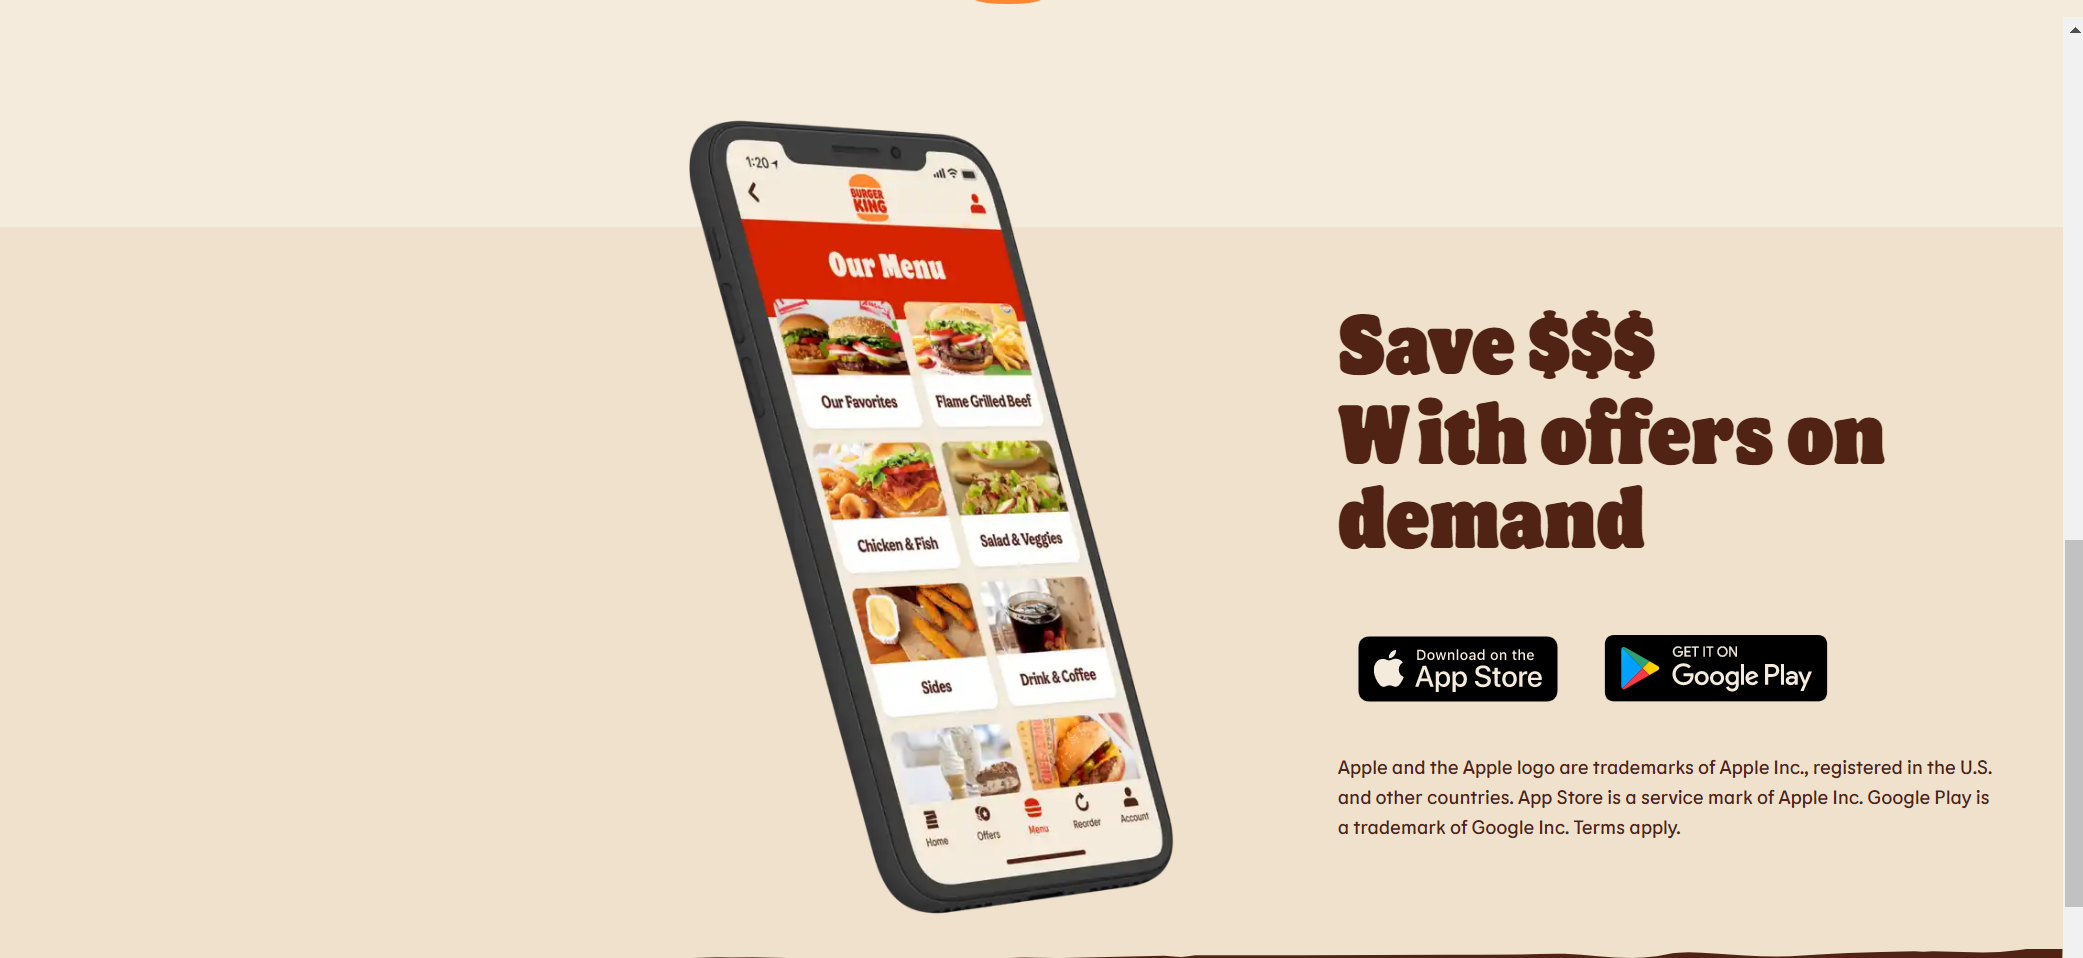 1:20
BURGER
KING
Our Menu
Our Favorites
Flame Grilled Beef
Chicken & Fish
Salad & Veggies
Sides
Drink & Coffee
Home
Offers
Menu
Reorder
Account
Save $$$
With offers on
demand
Download on the
App Store
GET IT ON
Google Play
Apple and the Apple logo are trademarks of Apple Inc., registered in the U.S.
and other countries. App Store is a service mark of Apple Inc. Google Play is
a trademark of Google Inc. Terms apply.